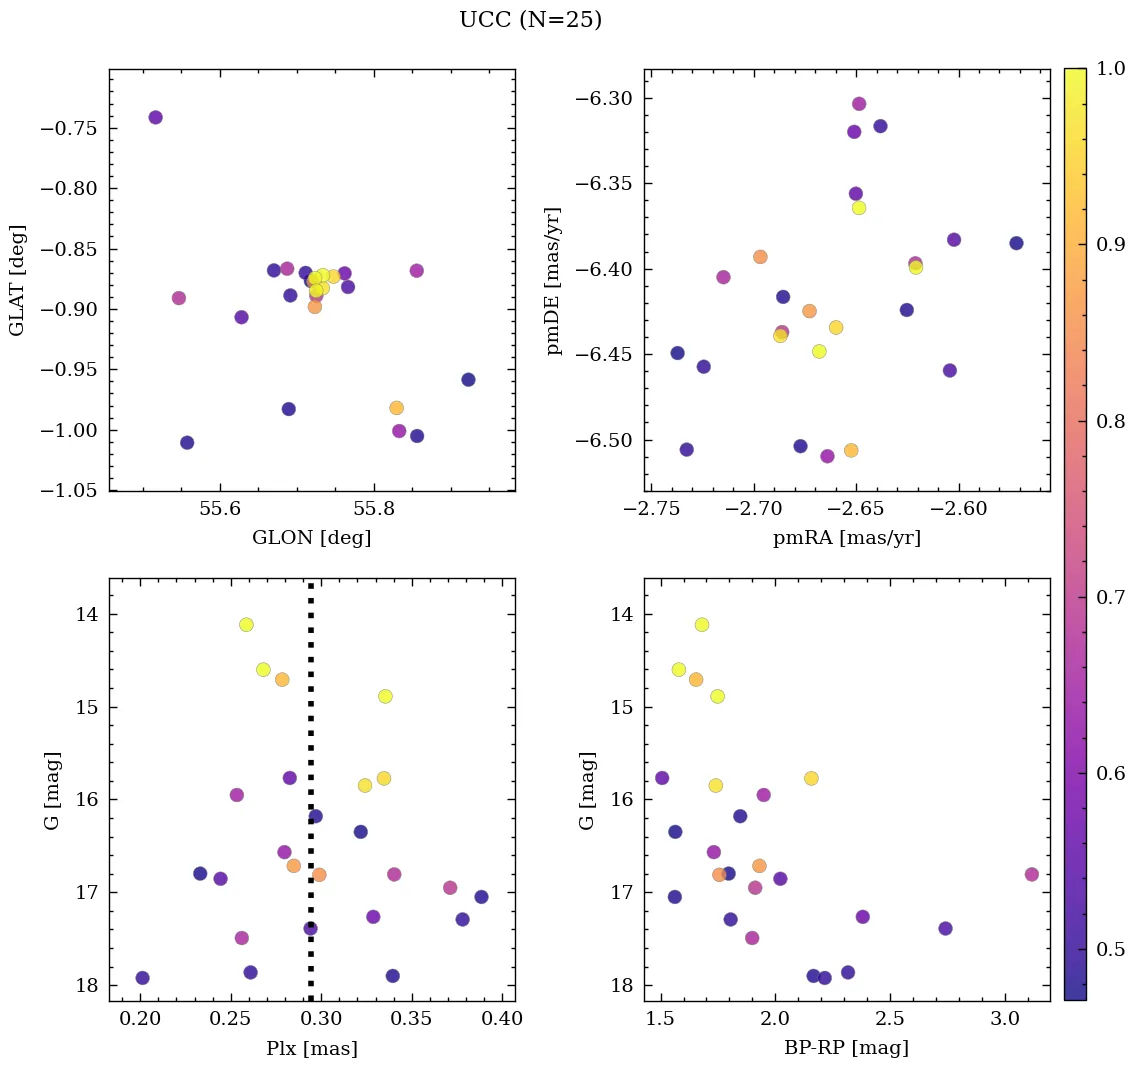 UCC (N=25)
−0.75
−0.80
−0.85
−0.90
−0.95
−1.00
−1.05
GLAT [deg]
55.6 55.8
GLON [deg]
−6.30
−6.35
−6.40
−6.45
−6.50
pmDE [mas/yr]
−2.75 −2.70 −2.65 −2.60
pmRA [mas/yr]
14
15
16
17
18
G [mag]
0.20 0.25 0.30 0.35 0.40
Plx [mas]
14
15
16
17
18
G [mag]
1.5 2.0 2.5 3.0
BP-RP [mag]
1.0
0.9
0.8
0.7
0.6
0.5